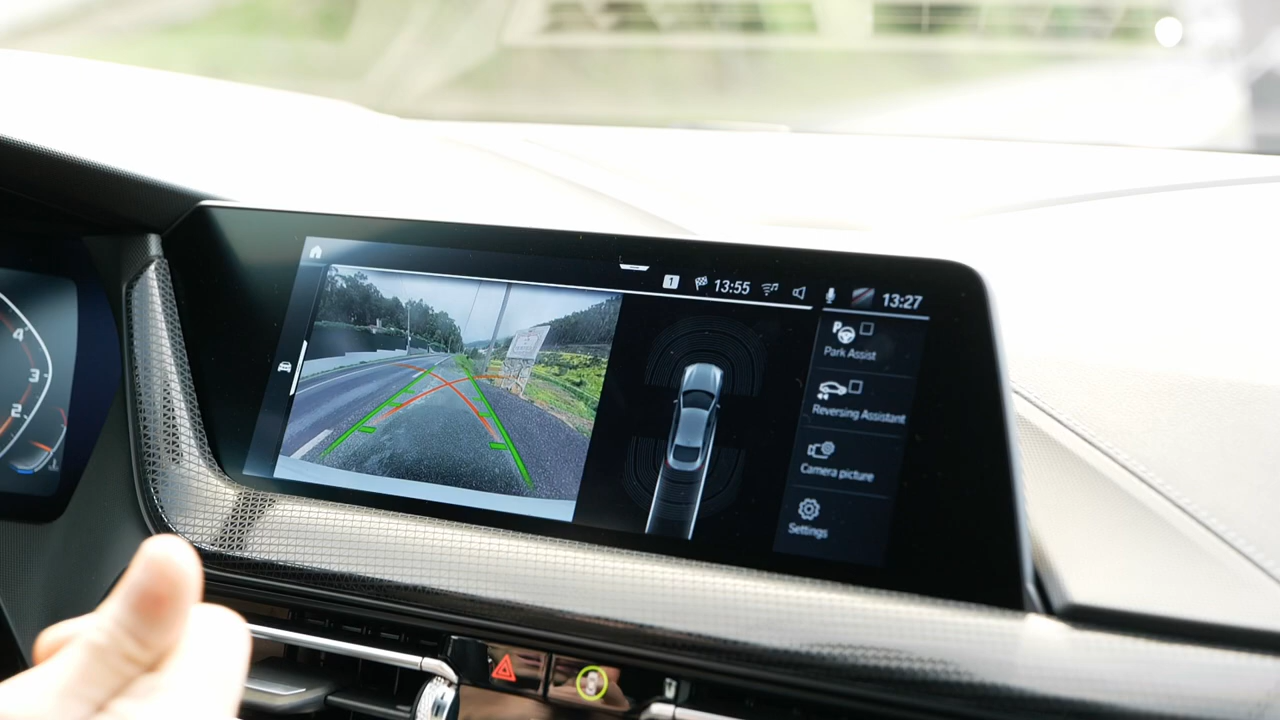 1 13:55 13:27
P
Park Assist
Reversing Assistant
Camera picture
Settings
4
3
2